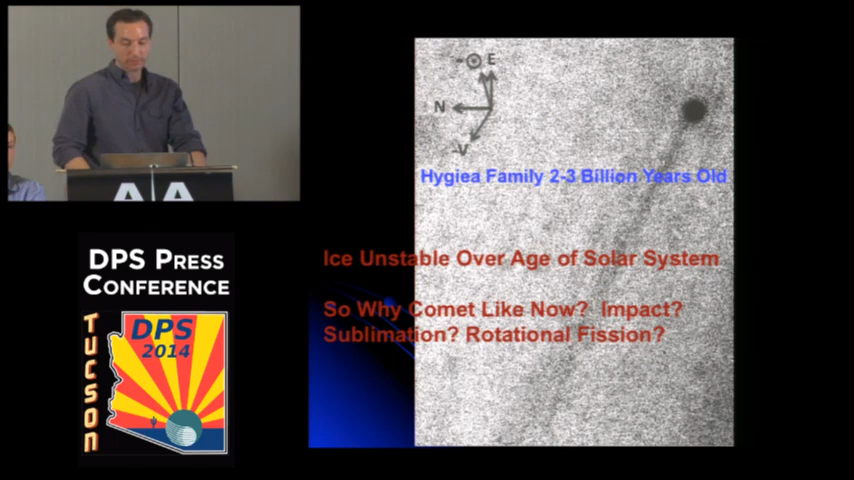 AA
DPS PRESS
CONFERENCE
TUCSON
DPS
2014
E
N
-V
Hygiea Family 2-3 Billion Years Old
Ice Unstable Over Age of Solar System
So Why Comet Like Now? Impact?
Sublimation? Rotational Fission?